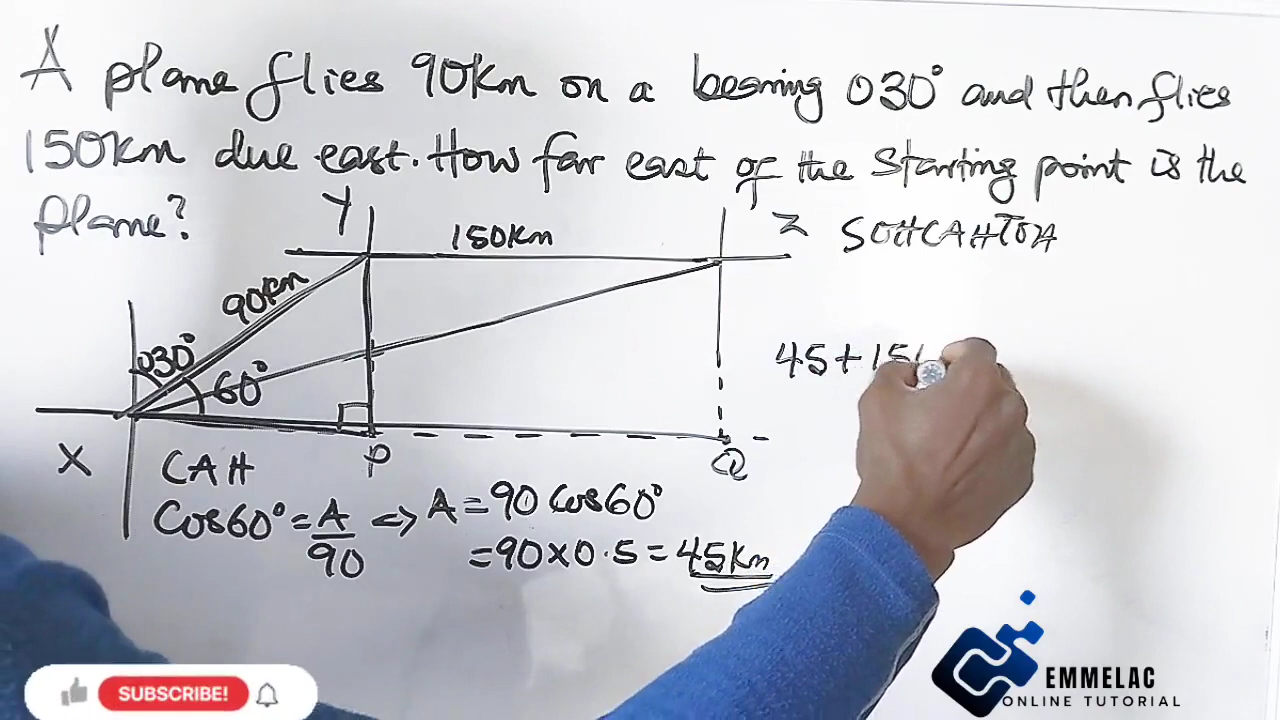 A plane flies 90km on a bearing 030° and then flies
150km due east. How far east of the starting point is the
plane?
Y
150km
Z
SOHCAHTOA
90km
030°
60°
45+15
X
P
Q
CAH
Cos60° = A/90 => A = 90 Cos60°
= 90 x 0.5 = 45km
SUBSCRIBE!
EMMELAC
ONLINE TUTORIAL